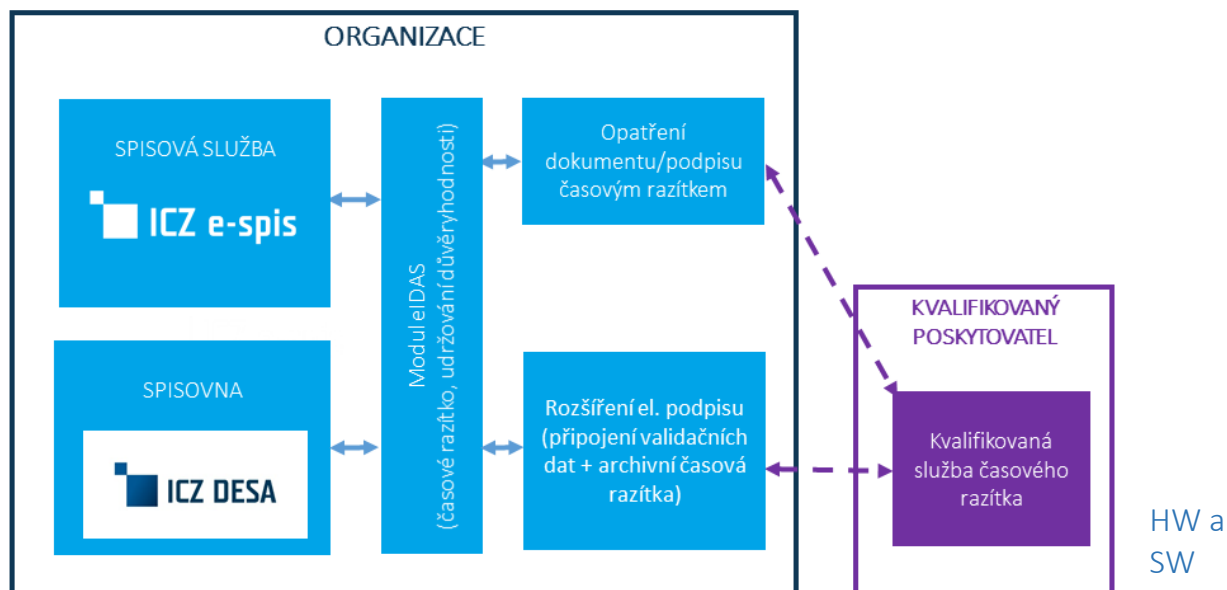 ORGANIZACE
SPISOVÁ SLUŽBA
ICZ e-spis
SPISOVNA
ICZ DESA
Modul eIDAS
(časové razítko, udržování důvěryhodnosti)
Opatření
dokumentu/podpisu
časovým razítkem
Rozšíření el. podpisu
(připojení validačních
dat + archivní časová
razítka)
KVALIFIKOVANÝ
POSKYTOVATEL
Kvalifikovaná
služba časového
razítka
HW a
SW